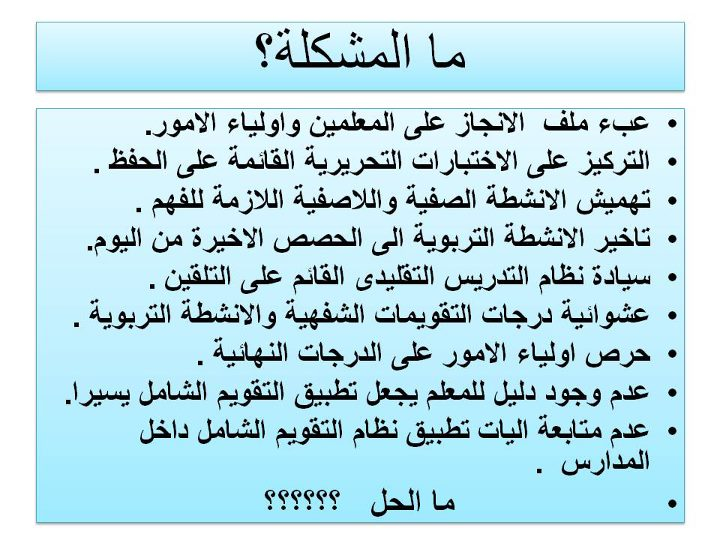 ما المشكلة؟
• عبء ملف الانجاز على المعلمين واولياء الامور.
• التركيز على الاختبارات التحريرية القائمة على الحفظ .
• تهميش الانشطة الصفية واللاصفية اللازمة للفهم .
• تاخير الانشطة التربوية الى الحصص الاخيرة من اليوم.
• سيادة نظام التدريس التقليدى القائم على التلقين .
• عشوائية درجات التقويمات الشفهية والانشطة التربوية .
• حرص اولياء الامور على الدرجات النهائية .
• عدم وجود دليل للمعلم يجعل تطبيق التقويم الشامل يسيرا.
• عدم متابعة اليات تطبيق نظام التقويم الشامل داخل
المدارس .
• ما الحل ؟؟؟؟؟؟